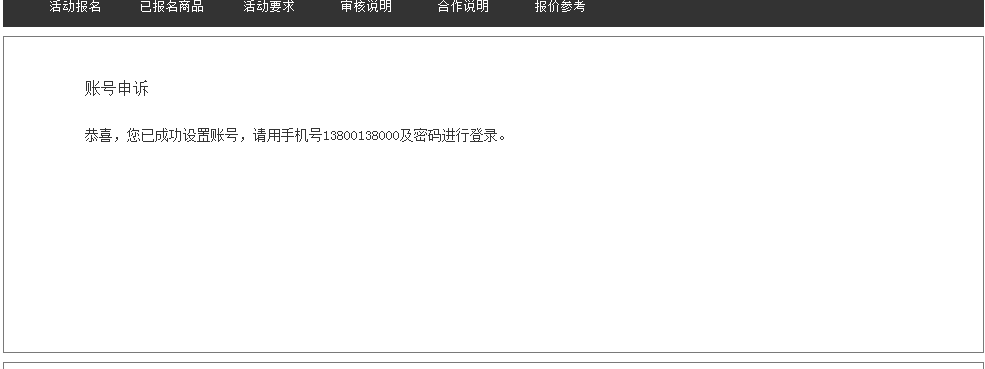 活动报名 已报名商品 活动要求 审核说明 合作说明 报价参考
账号申诉
恭喜，您已成功设置账号，请用手机号13800138000及密码进行登录。